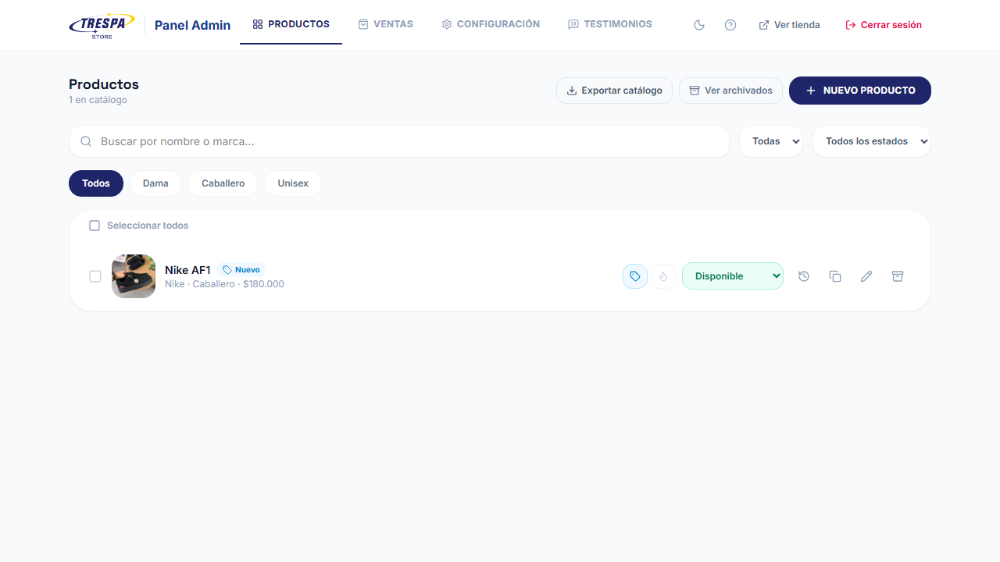 TRESPA
STORE
Panel Admin
PRODUCTOS
VENTAS
CONFIGURACIÓN
TESTIMONIOS
Ver tienda
Cerrar sesión
Productos
1 en catálogo
Exportar catálogo
Ver archivados
NUEVO PRODUCTO
Buscar por nombre o marca...
Todas
Todos los estados
Todos
Dama
Caballero
Unisex
Seleccionar todos
Nike AF1
Nuevo
Nike · Caballero · $180.000
Disponible